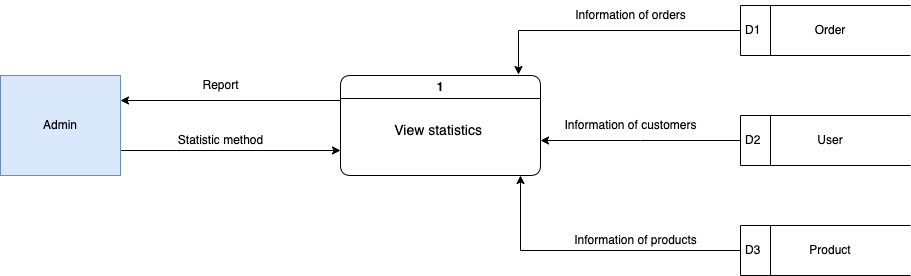 Information of orders
D1
Order
Report
1
Admin
View statistics
Statistic method
Information of customers
D2
User
Information of products
D3
Product